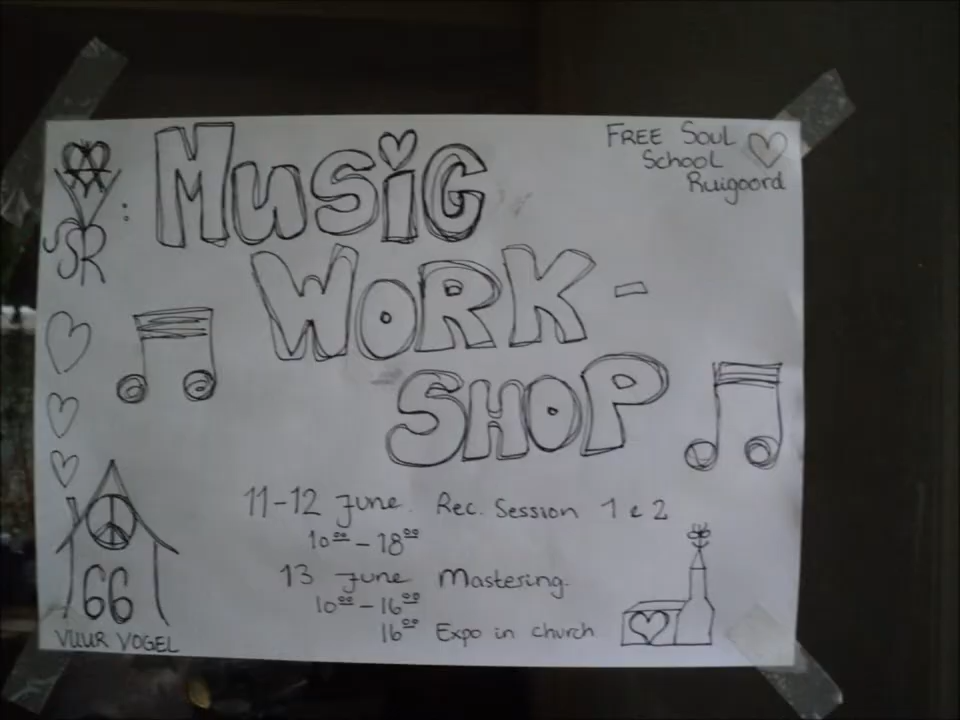 Music
WORK-
SHOP
FREE SOUL
SCHOOL
Ruigoord
SR
11-12 June. Rec. Session 1 e 2
10⁰⁰ - 18⁰⁰
13 June Mastering.
10⁰⁰ - 16⁰⁰
16⁰⁰ Expo in church
66
VUUR VOGEL